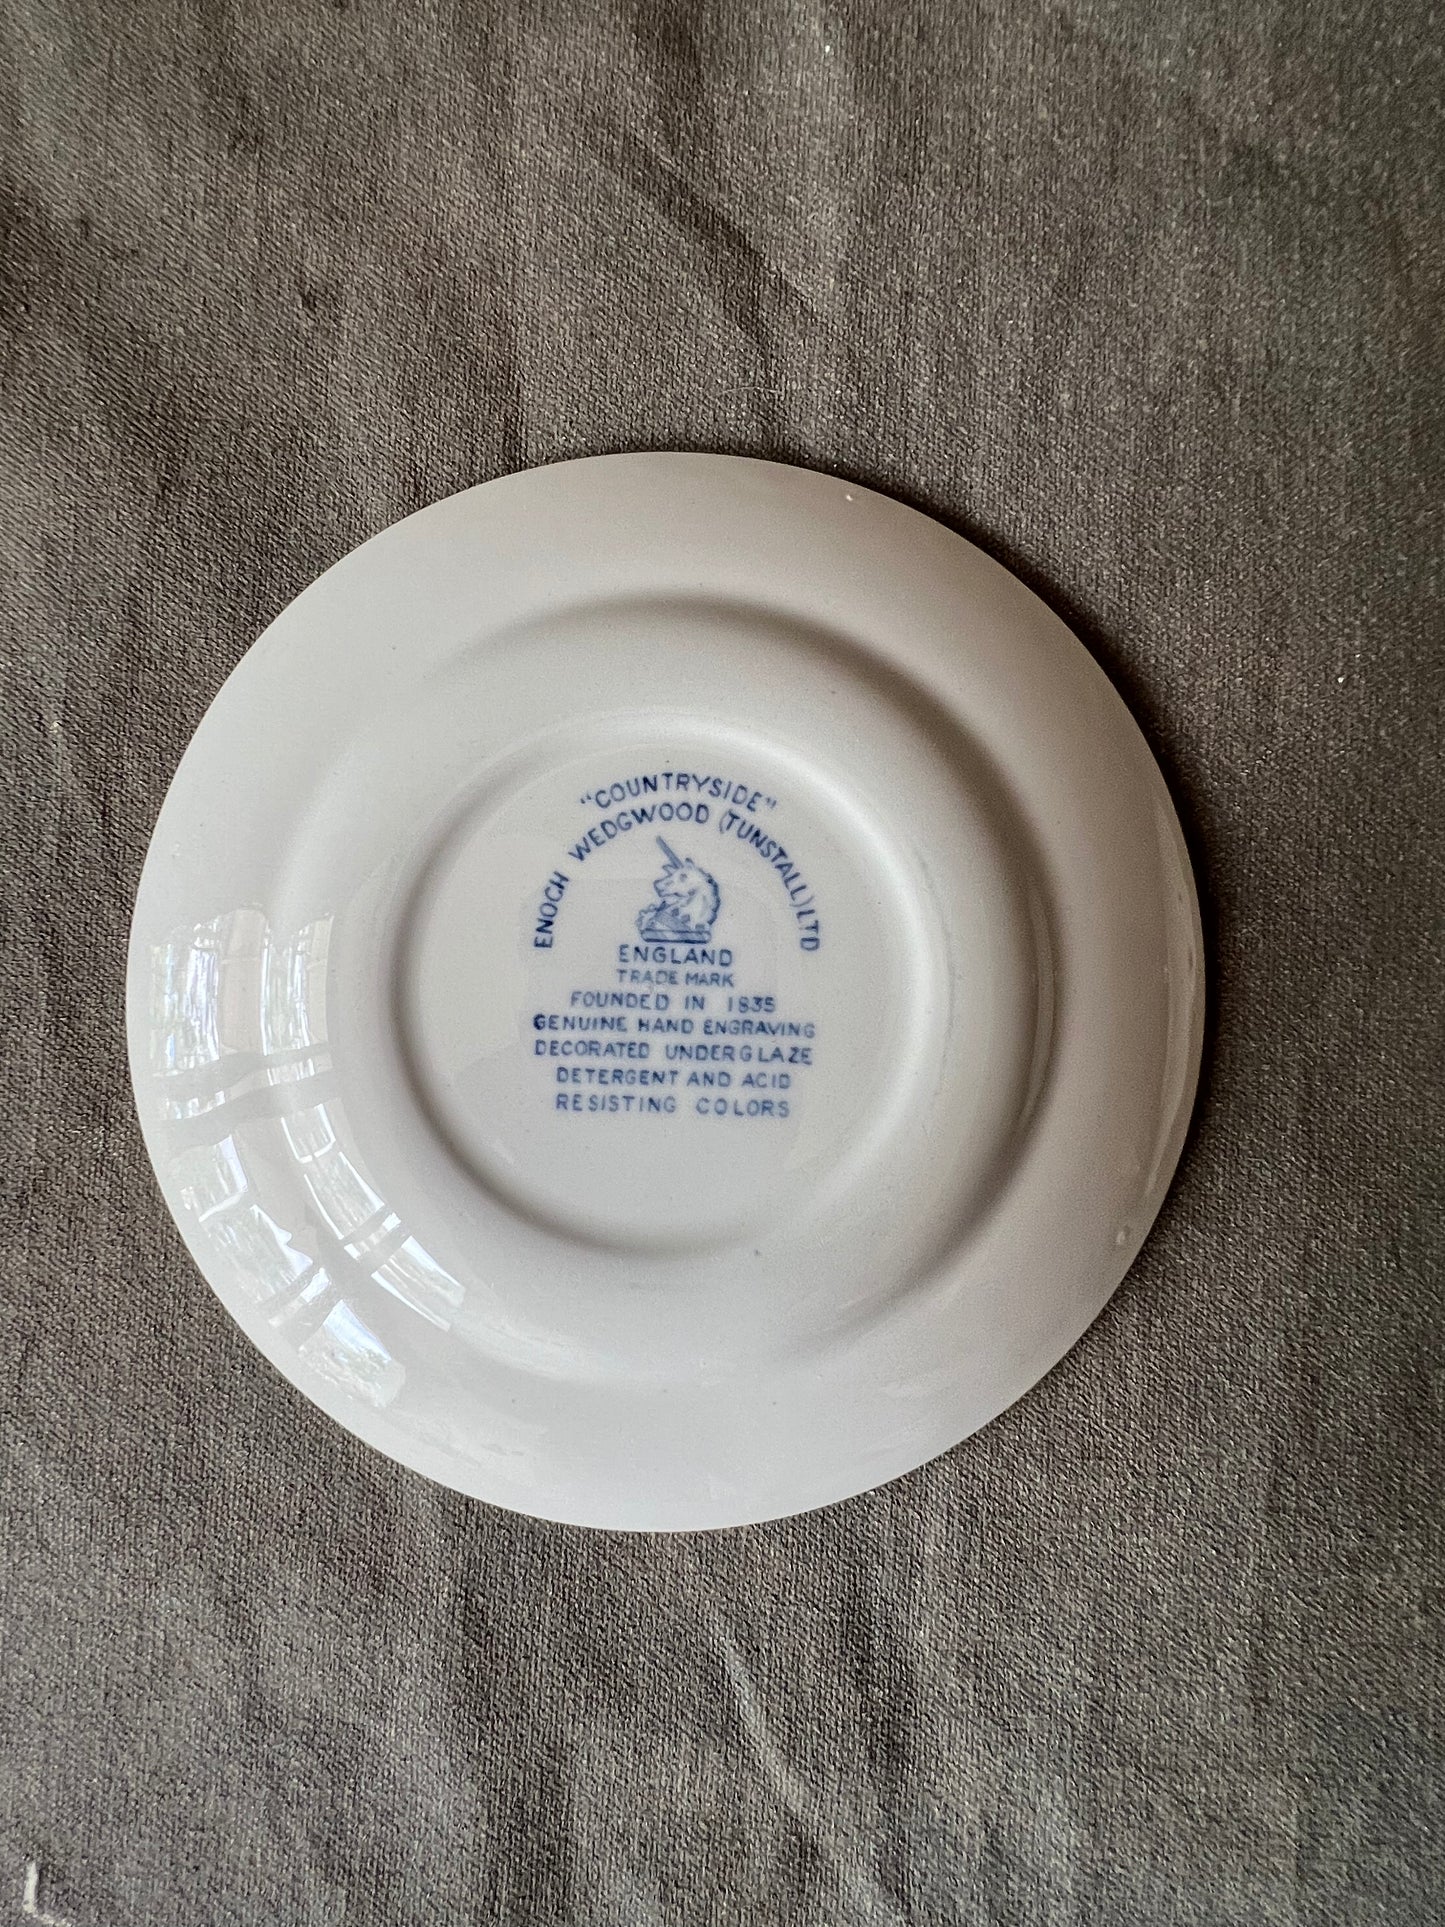 "COUNTRYSIDE"
ENOCH WEDGWOOD (TUNSTALL) LTD
ENGLAND
TRADE MARK
FOUNDED IN 1835
GENUINE HAND ENGRAVING
DECORATED UNDERGLAZE
DETERGENT AND ACID
RESISTING COLORS